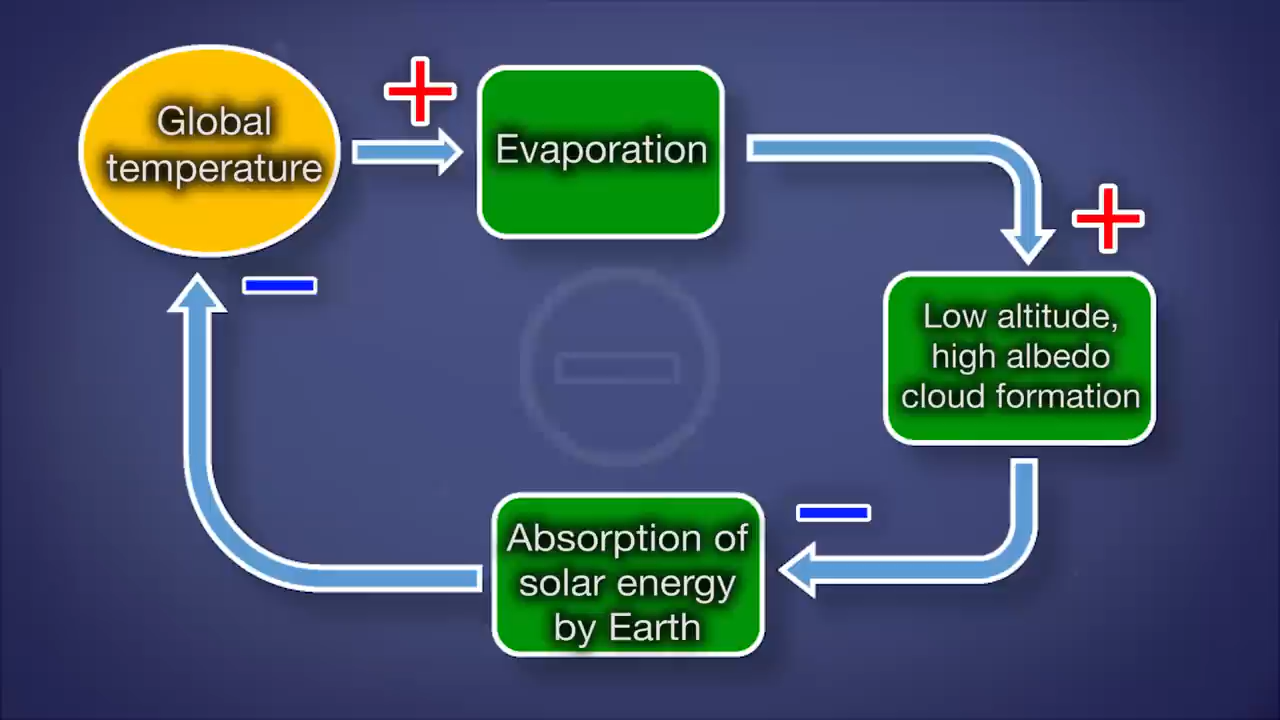 Global
temperature
+
Evaporation
+
Low altitude,
high albedo
cloud formation
−
Absorption of
solar energy
by Earth
−